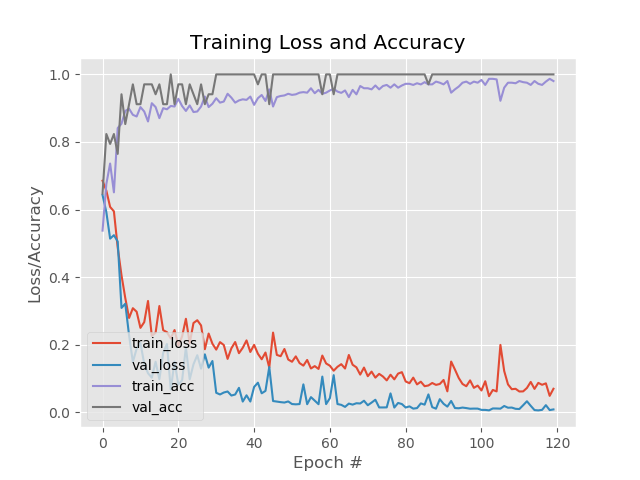 Training Loss and Accuracy
1.0
0.8
0.6
0.4
0.2
0.0
Loss/Accuracy
train_loss
val_loss
train_acc
val_acc
0 20 40 60 80 100 120
Epoch #